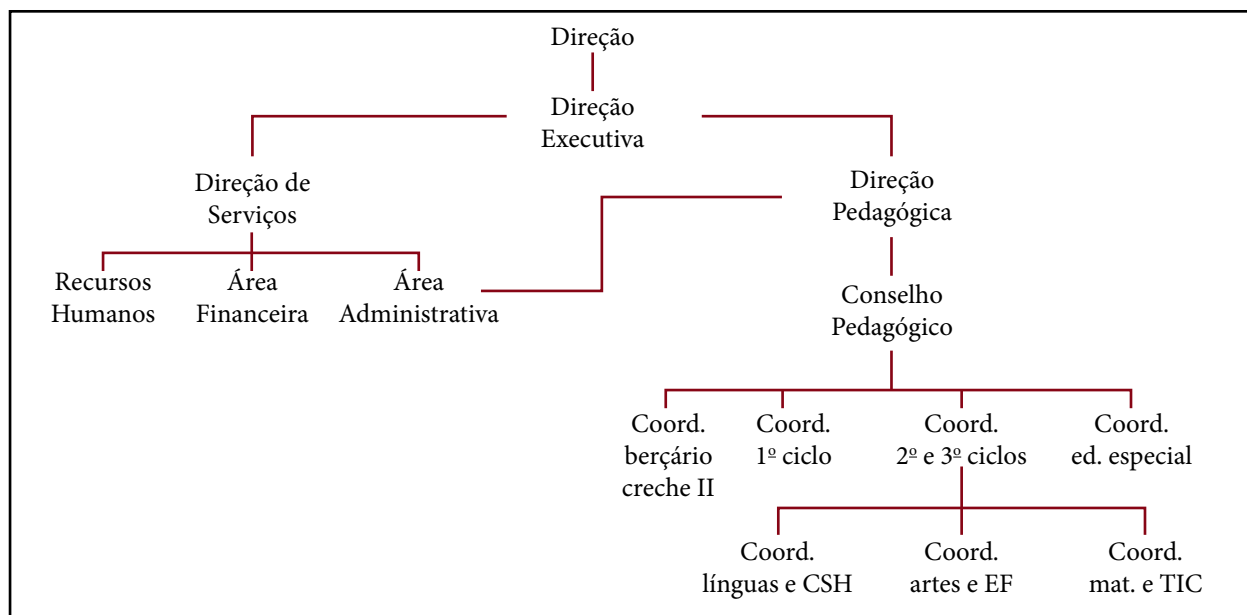 Direção
Direção
Executiva
Direção de
Serviços
Direção
Pedagógica
Recursos
Humanos
Área
Financeira
Área
Administrativa
Conselho
Pedagógico
Coord.
berçário
creche II
Coord.
1º ciclo
Coord.
2º e 3º ciclos
Coord.
ed. especial
Coord.
línguas e CSH
Coord.
artes e EF
Coord.
mat. e TIC